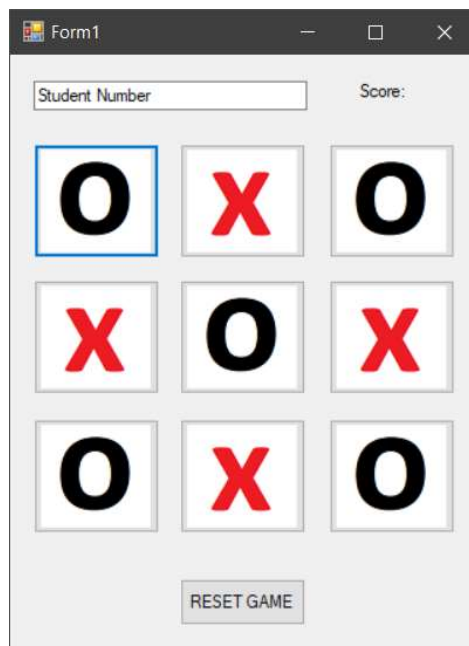 Form1
Student Number
Score:
O X O
X O X
O X O
RESET GAME